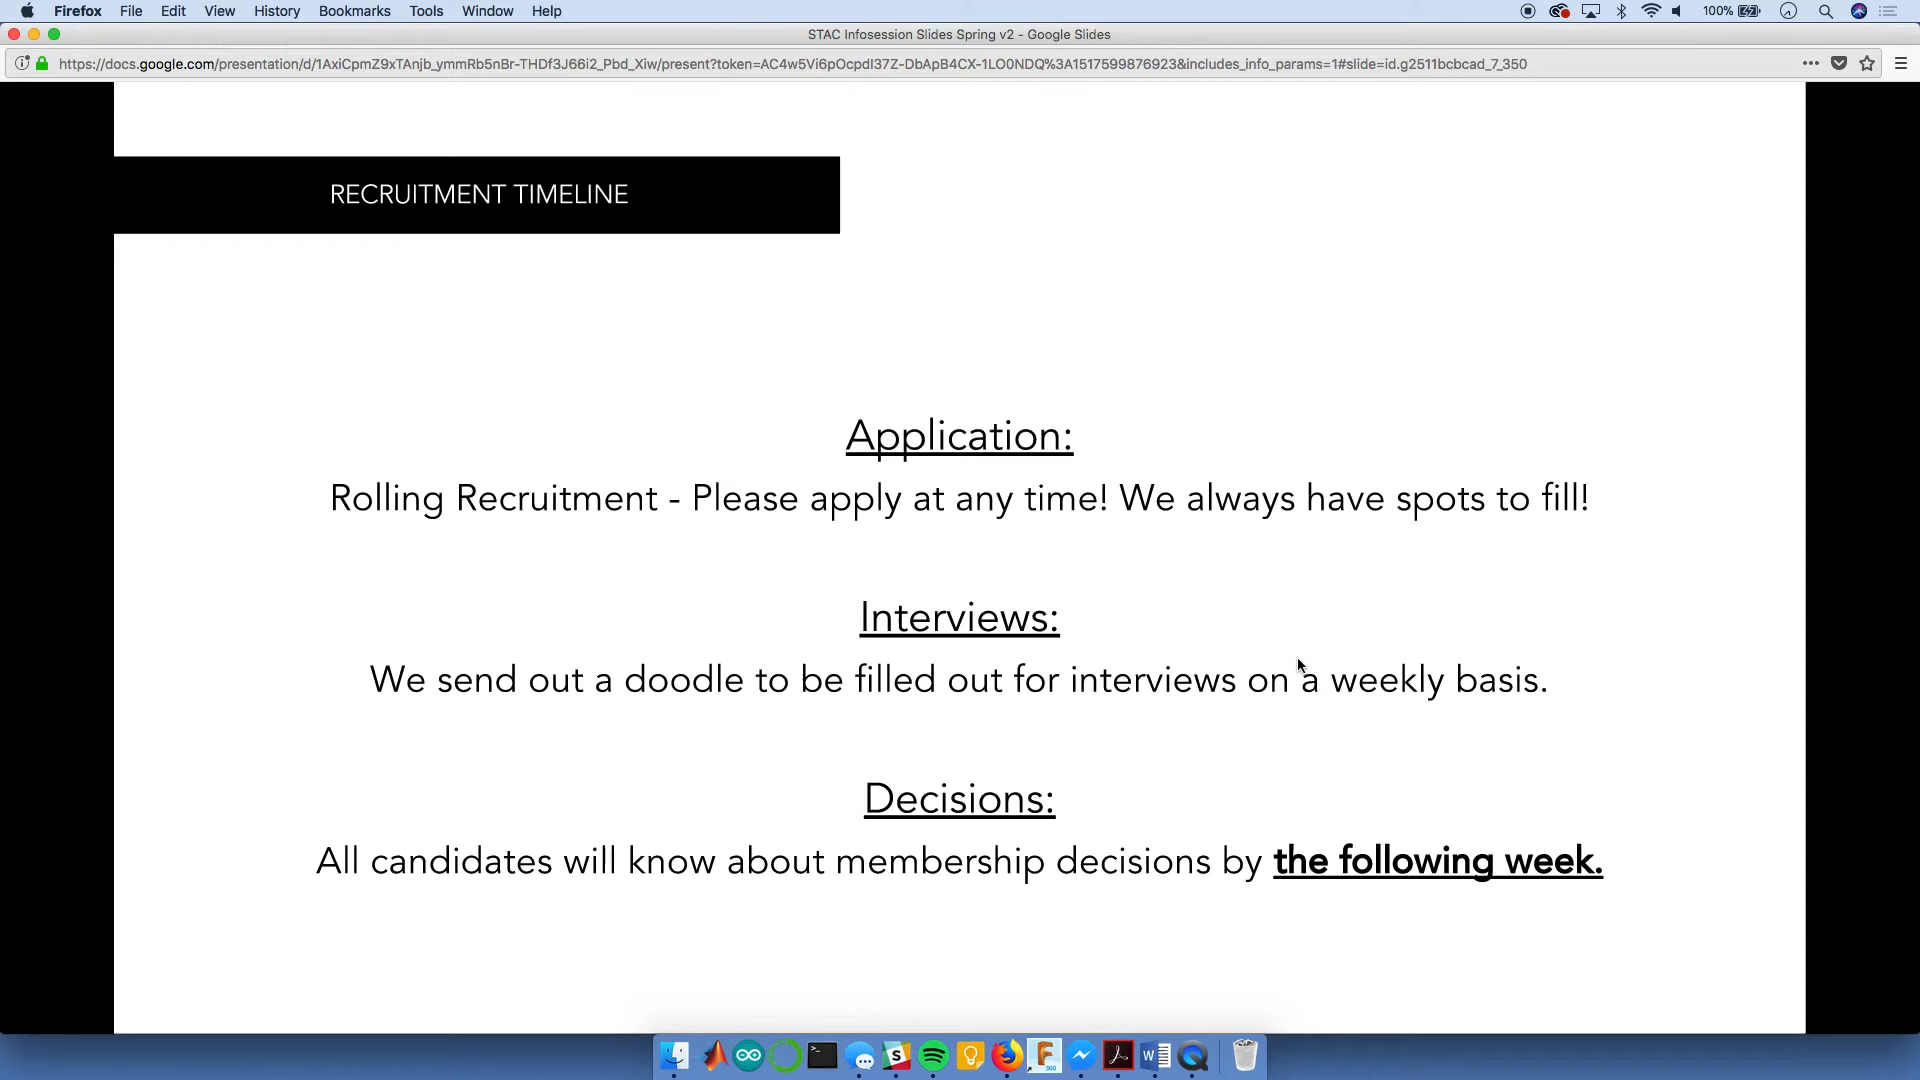 Firefox File Edit View History Bookmarks Tools Window Help 100%
STAC Infosession Slides Spring v2 - Google Slides
https://docs.google.com/presentation/d/1AxiCpmZ9xTAnjb_ymmRb5nBr-THDf3J66i2_Pbd_Xiw/present?token=AC4w5Vi6pOcpdI37Z-DbApB4CX-1LO0NDQ%3A1517599876923&includes_info_params=1#slide=id.g2511bcbcad_7_350
RECRUITMENT TIMELINE
Application:
Rolling Recruitment - Please apply at any time! We always have spots to fill!
Interviews:
We send out a doodle to be filled out for interviews on a weekly basis.
Decisions:
All candidates will know about membership decisions by the following week.